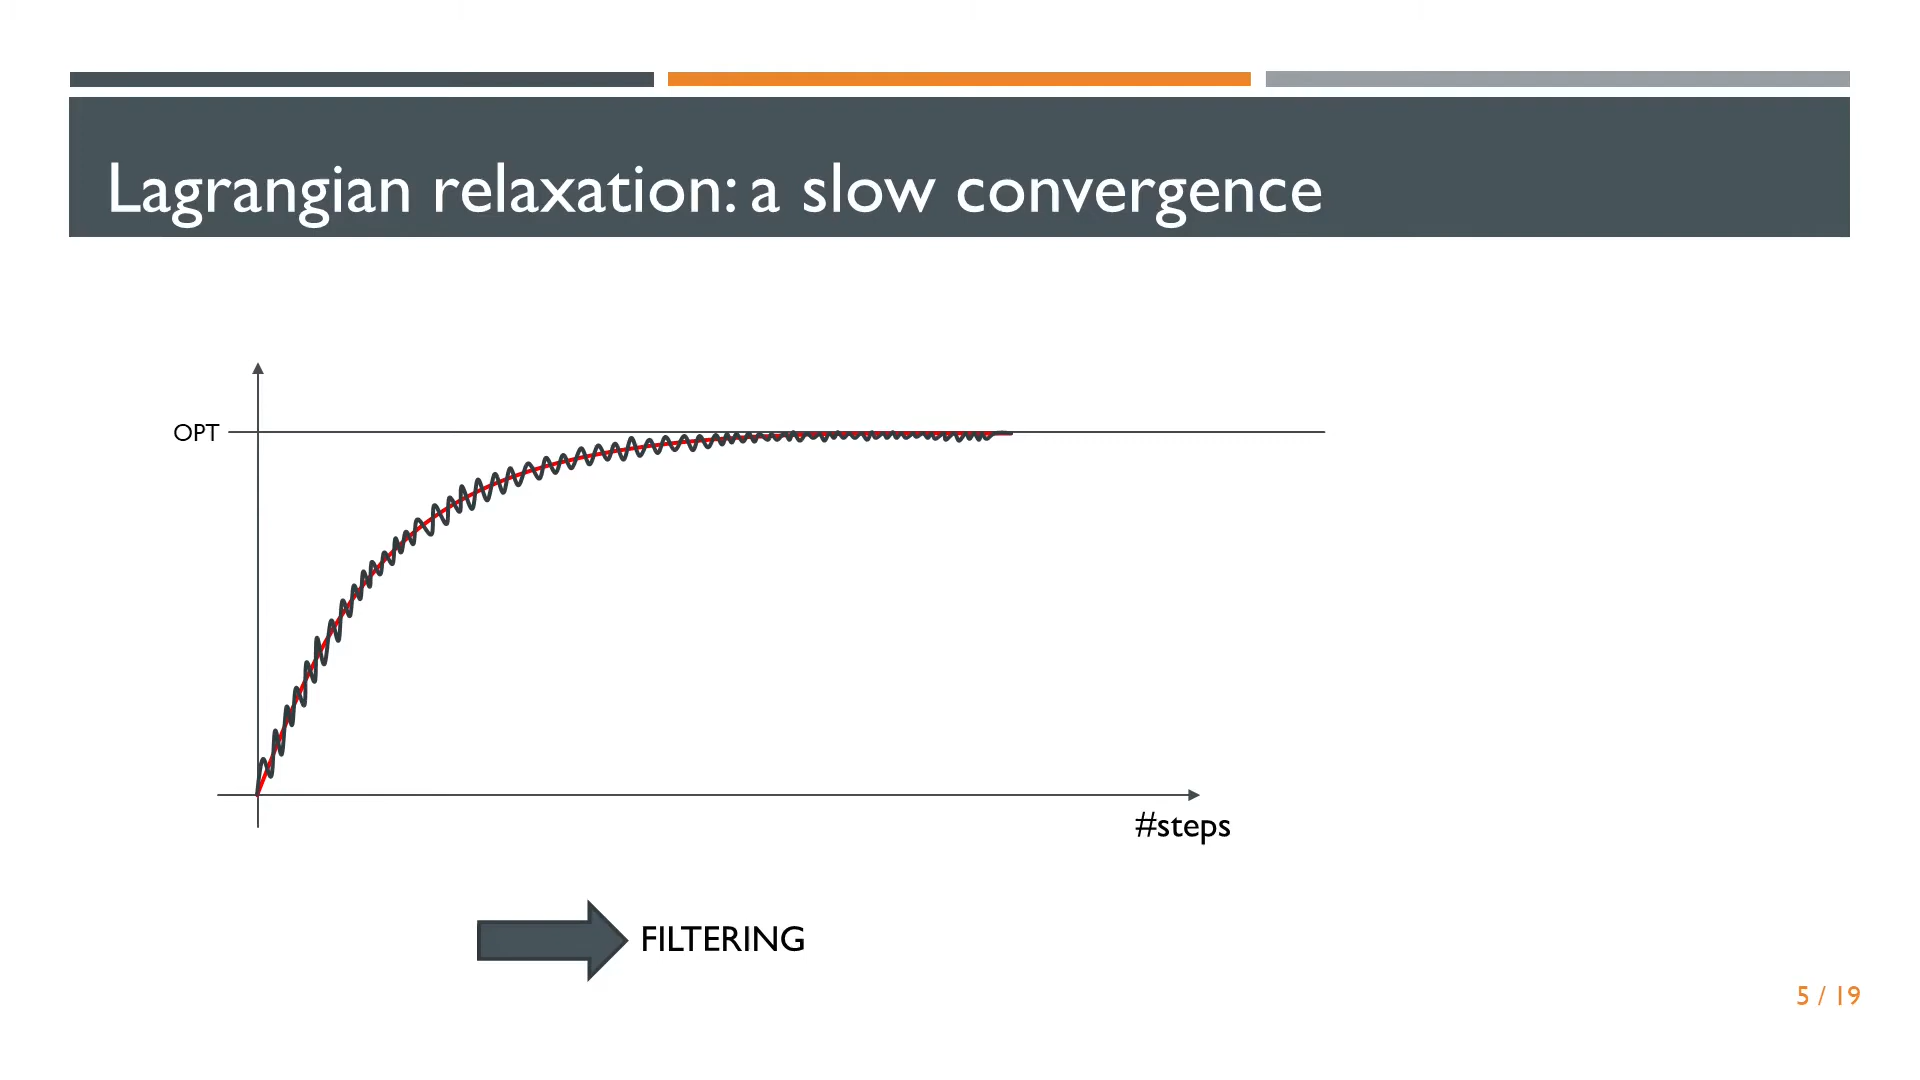 Lagrangian relaxation: a slow convergence
OPT
#steps
FILTERING
5 / 19